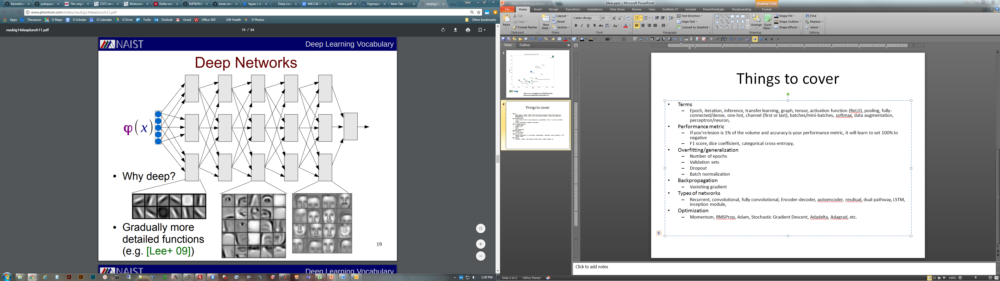 Kamnitsas
yulequan/
The origin
CSF1 rece
Molecular
Delta-radi
NifTK/Nift
keras-resn
fayao / dc
Deep Lear
MICCAI 20
review.pdf
Hyperpar
New Tab
neubig14
Tyler
www.phontron.com/slides/neubig14deeplunch11.pdf
Apps Thesaurus G Maps G Scholar G Calendar G Drive Trello Outlook Gmail Office 365 UW Health G Photos Other bookmarks
neubig14deeplunch11.pdf 19 / 34
NAIST Deep Learning Vocabulary
Deep Networks
φ(x)
• Why deep?
• Gradually more
detailed functions
(e.g. [Lee+ 09])
19
NAIST Deep Learning Vocabulary
1:30 PM
Ideas.pptx - Microsoft PowerPoint
Drawing Tools
File Home Insert Design Transitions Animations Slide Show Review View EndNote X7 Acrobat PowerPointLabs Storyboarding Format
Paste
Cut
Copy
Format Painter
Clipboard
New
Slide
Layout
Reset
Section
Slides
Calibri (Body) 13
Font
Text Direction
Align Text
Convert to SmartArt
Paragraph
Arrange
Quick
Styles
Shape Fill
Shape Outline
Shape Effects
Drawing
Find
Replace
Select
Editing
Slides Outline
1
2
Things to cover
Things to cover
• Terms
– Epoch, iteration, inference, transfer learning, graph, tensor, activation function (ReLU), pooling, fully-
connected/dense, one-hot, channel (first or last), batches/mini-batches, softmax, data augmentation,
perceptron/neuron,
• Performance metric
– If you're lesion is 1% of the volume and accuracy is your performance metric, it will learn to set 100% to
negative
– F1 score, dice coefficient, categorical cross-entropy,
• Overfitting/generalization
– Number of epochs
– Validation sets
– Dropout
– Batch normalization
• Backpropagation
– Vanishing gradient
• Types of networks
– Recurrent, convolutional, fully convolutional, Encoder-decoder, autoencoder, resdiual, dual-pathway, LSTM,
inception module,
• Optimization
– Momentum, RMSProp, Adam, Stochastic Gradient Descent, Adadelta, Adagrad, etc.
Click to add notes
Slide 2 of 2 "Office Theme" 109%